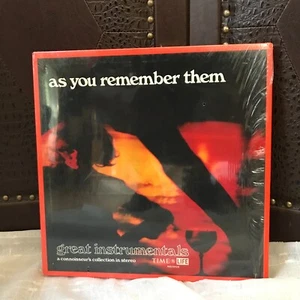 as you remember them
great instrumentals
a connoisseur's collection in stereo TIME LIFE